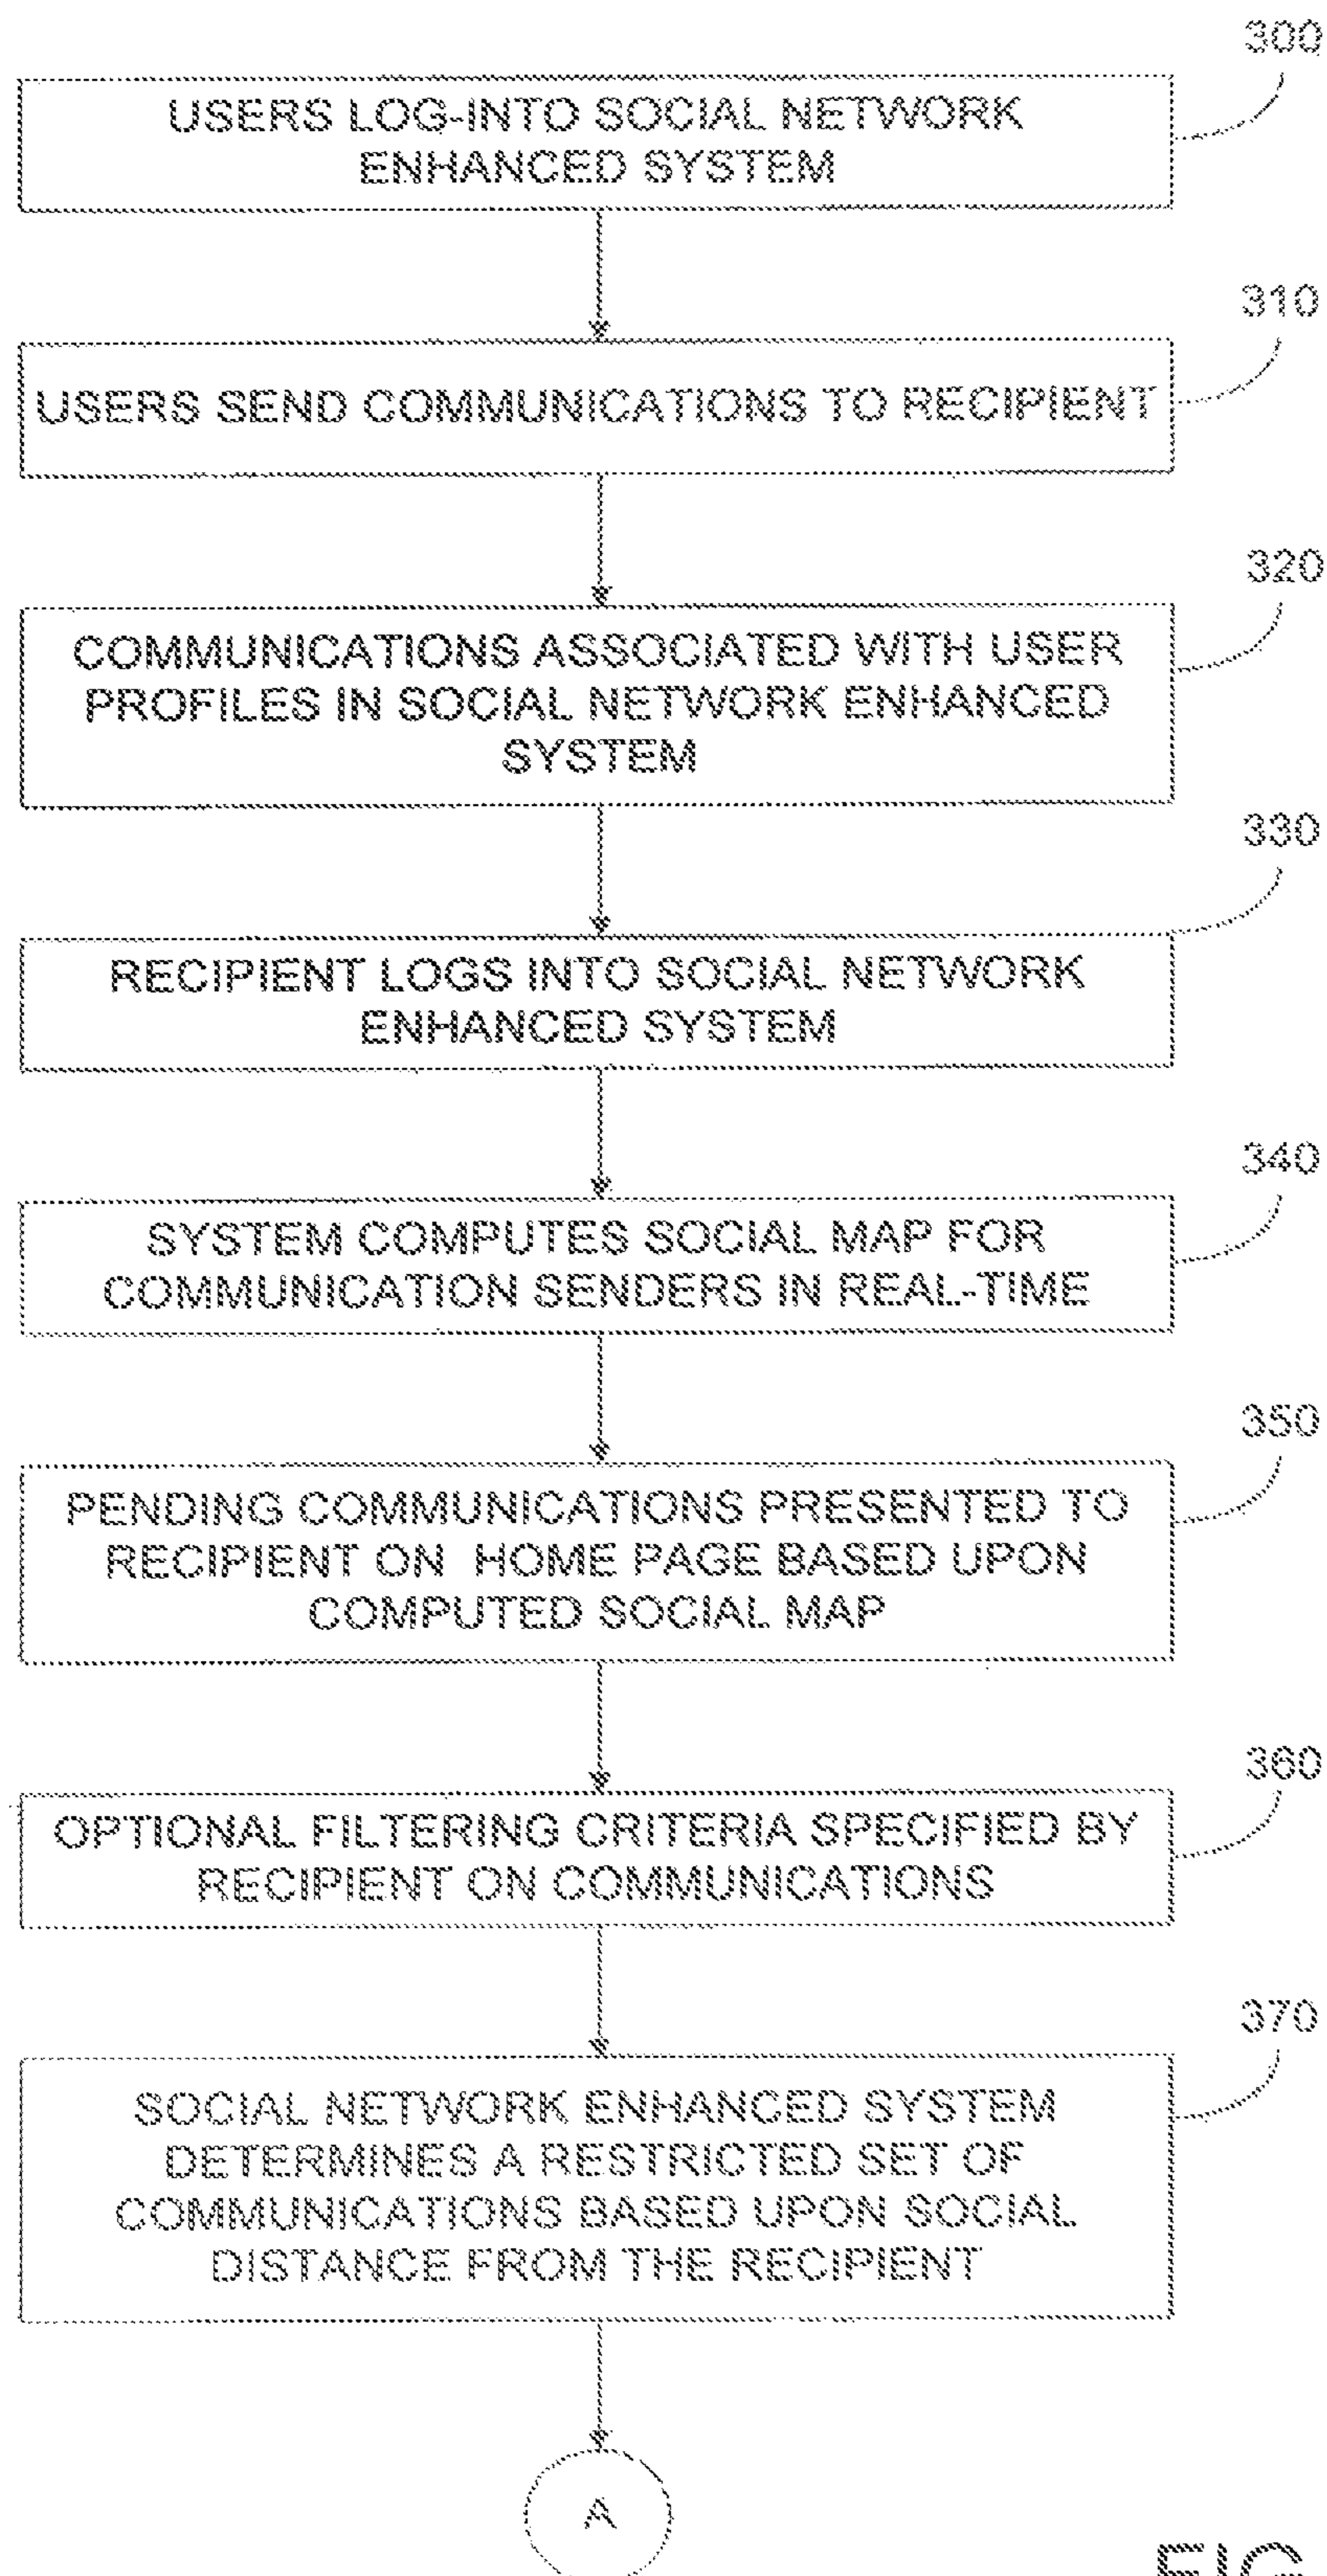 300
USERS LOG-INTO SOCIAL NETWORK
ENHANCED SYSTEM
310
USERS SEND COMMUNICATIONS TO RECIPIENT
320
COMMUNICATIONS ASSOCIATED WITH USER
PROFILES IN SOCIAL NETWORK ENHANCED
SYSTEM
330
RECIPIENT LOGS INTO SOCIAL NETWORK
ENHANCED SYSTEM
340
SYSTEM COMPUTES SOCIAL MAP FOR
COMMUNICATION SENDERS IN REAL-TIME
350
PENDING COMMUNICATIONS PRESENTED TO
RECIPIENT ON HOME PAGE BASED UPON
COMPUTED SOCIAL MAP
360
OPTIONAL FILTERING CRITERIA SPECIFIED BY
RECIPIENT ON COMMUNICATIONS
370
SOCIAL NETWORK ENHANCED SYSTEM
DETERMINES A RESTRICTED SET OF
COMMUNICATIONS BASED UPON SOCIAL
DISTANCE FROM THE RECIPIENT
A
FIG